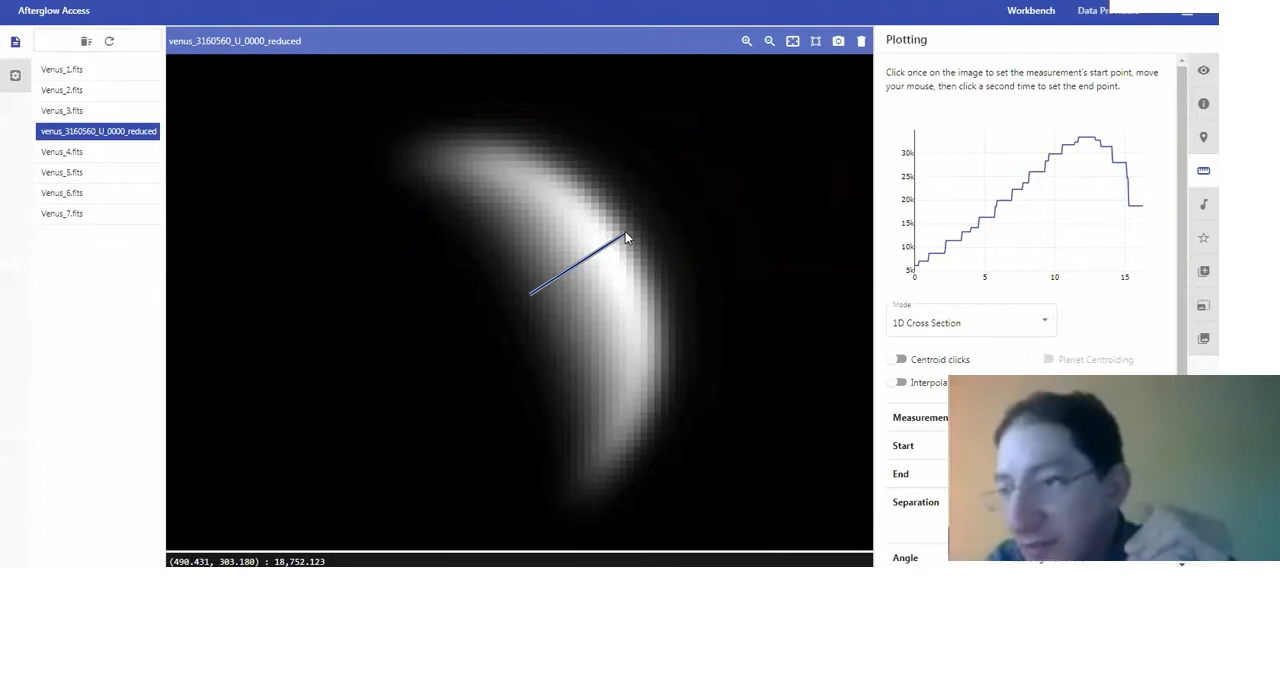 Afterglow Access
Workbench
Venus_1.fits
Venus_2.fits
Venus_3.fits
venus_3160560_U_0000_reduced
Venus_4.fits
Venus_5.fits
Venus_6.fits
Venus_7.fits
venus_3160560_U_0000_reduced
(490.431, 303.180) : 18,752.123
Plotting
Click once on the image to set the measurement's start point, move
your mouse, then click a second time to set the end point.
30k
25k
20k
15k
10k
5k
0 5 10 15
Mode
1D Cross Section
Centroid clicks
Planet Centroiding
Interpola
Measuremen
Start
End
Separation
Angle